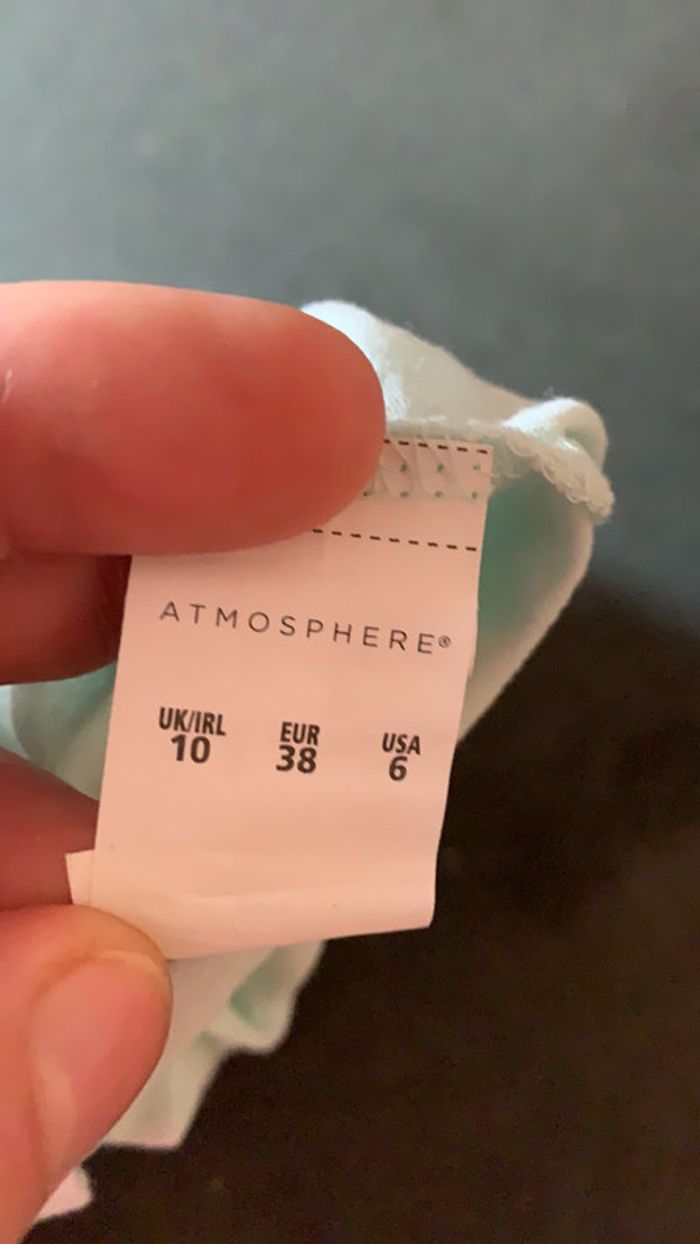 ATMOSPHERE®
UK/IRL EUR USA
10 38 6